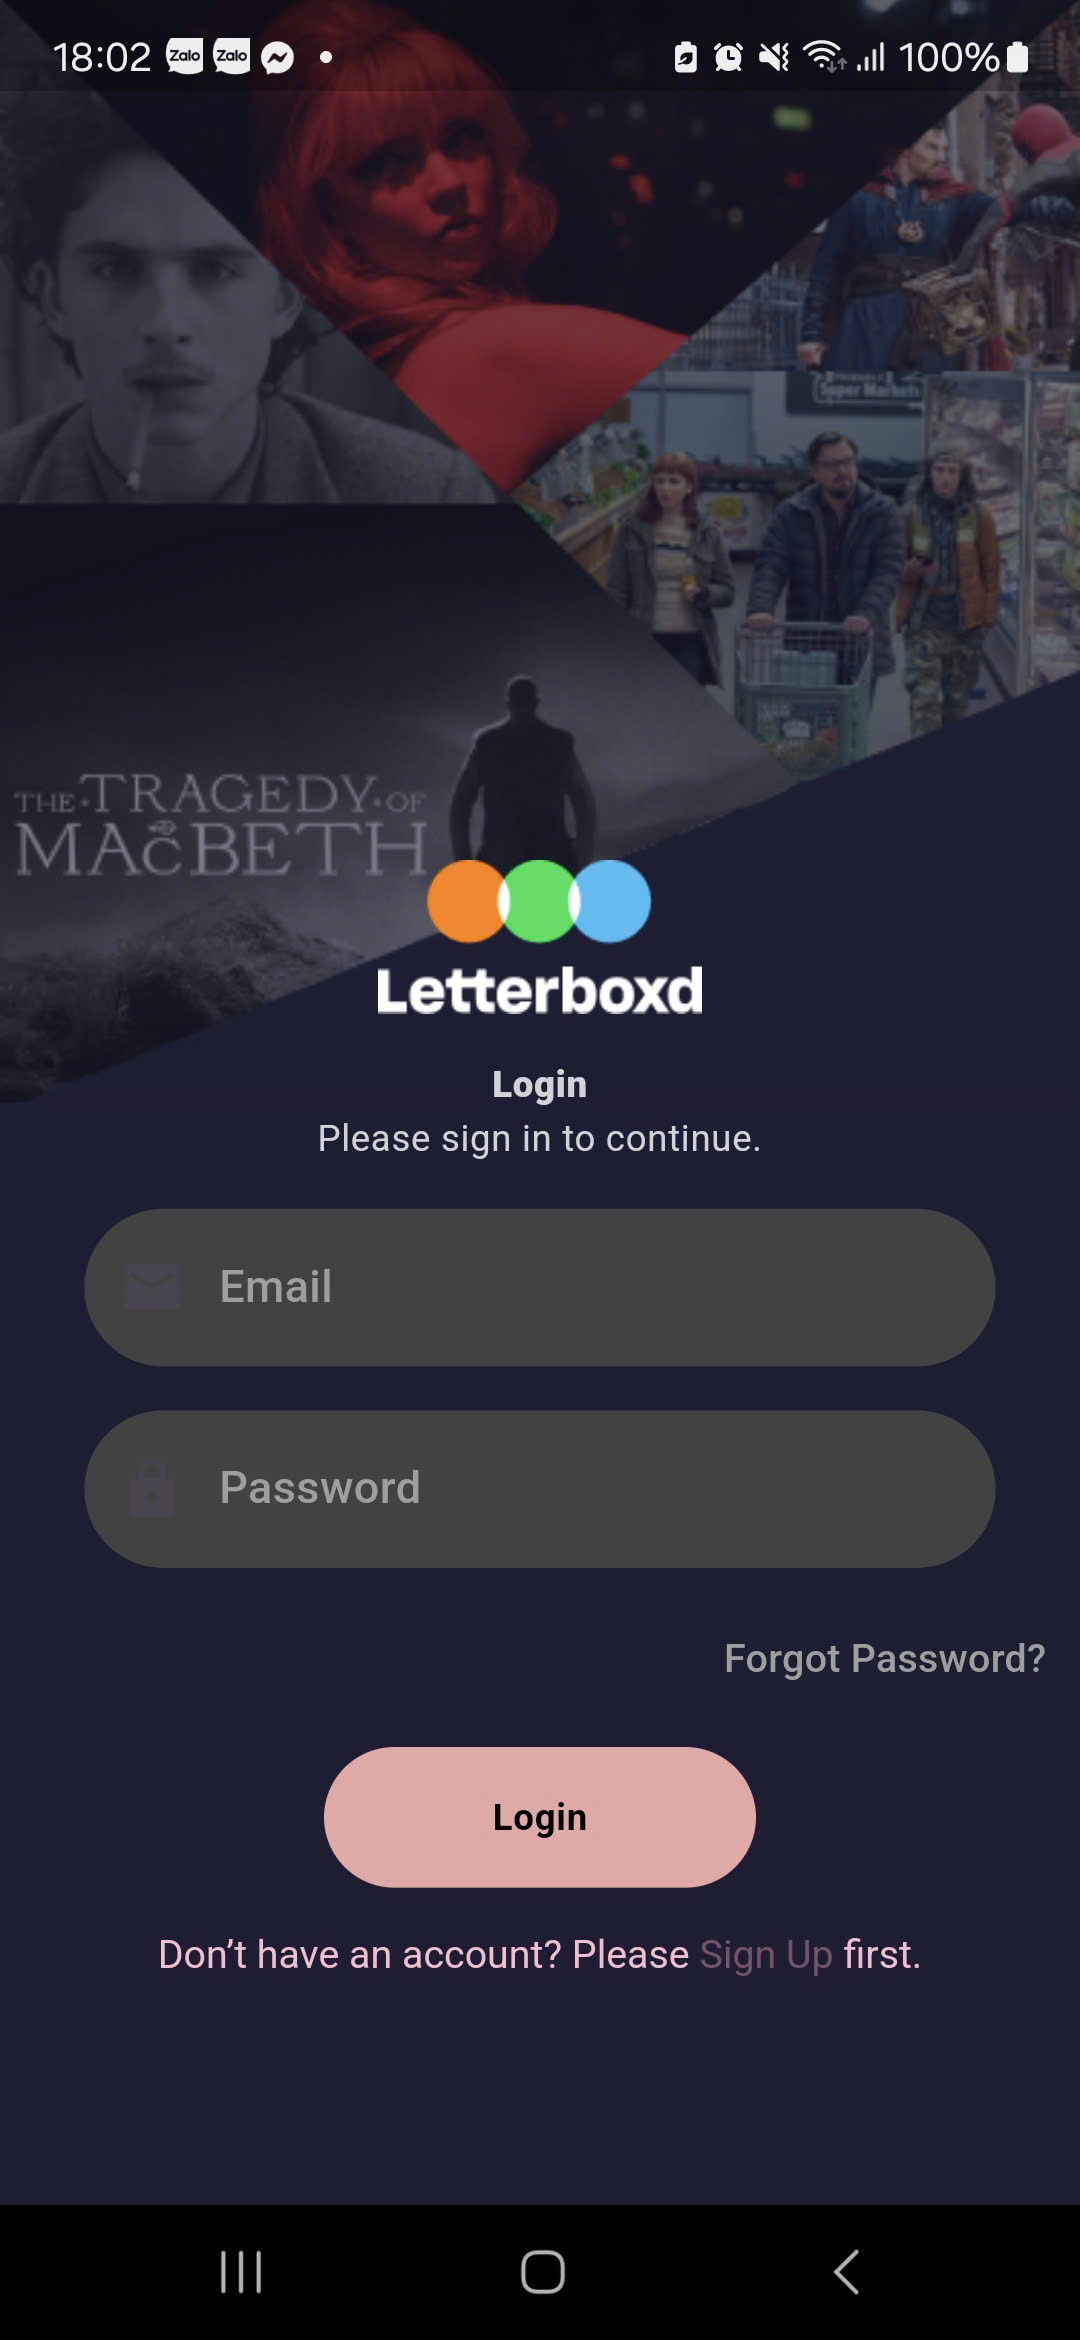 18:02 Zalo Zalo 100%
Super Markets
THE·TRAGEDY·OF
MACBETH
Letterboxd
Login
Please sign in to continue.
Email
Password
Forgot Password?
Login
Don’t have an account? Please Sign Up first.